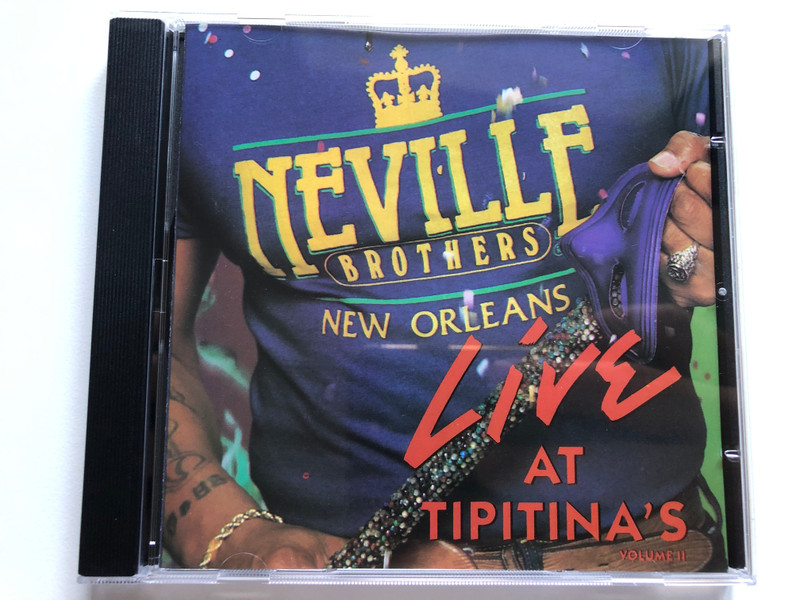 NEVILLE
BROTHERS
NEW ORLEANS
Live
AT
TIPITINA'S
VOLUME II